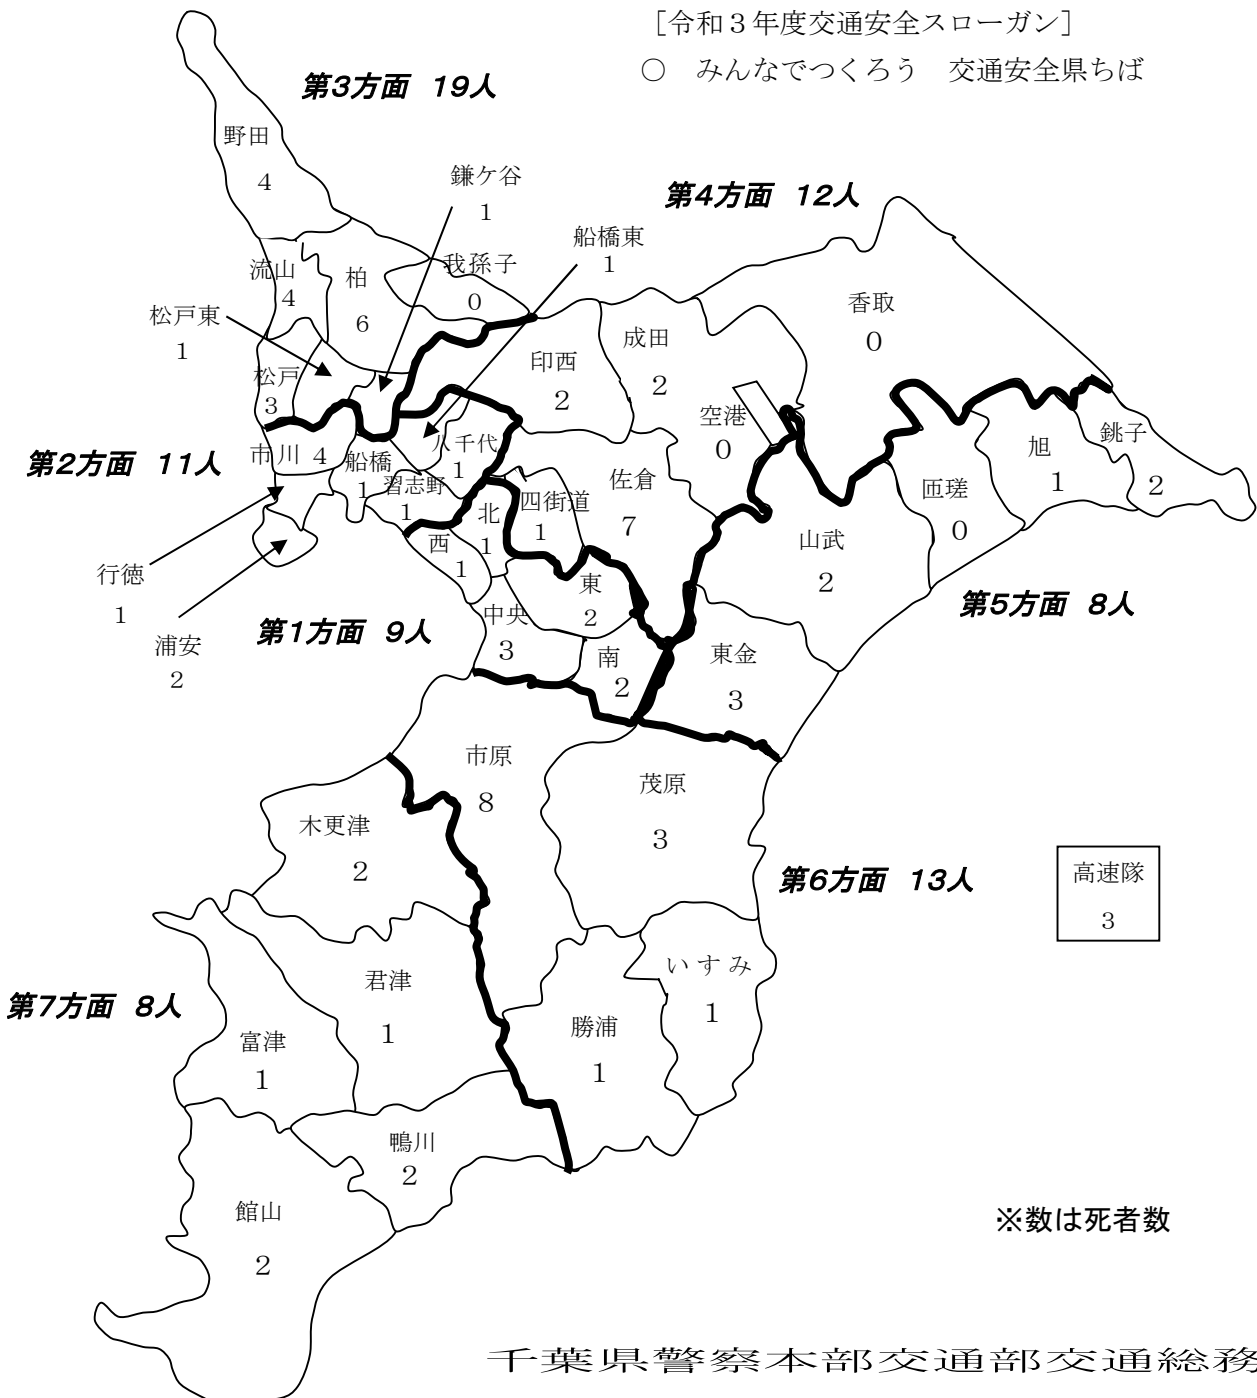 ［令和３年度交通安全スローガン］
○　みんなでつくろう　交通安全県ちば
第3方面 19人
野田
4
鎌ケ谷
1
第4方面 12人
船橋東
1
我孫子
0
流山
4
柏
6
松戸東
1
松戸
3
香取
0
成田
2
印西
2
空港
0
銚子
2
旭
1
匝瑳
0
第2方面 11人
市川 4
船橋
1
八千代
1
習志野
1
四街道
1
佐倉
7
北
1
西
1
山武
2
行徳
1
浦安
2
第1方面 9人
中央
3
東
2
南
2
東金
3
第5方面 8人
市原
8
茂原
3
木更津
2
第6方面 13人
高速隊
3
いすみ
1
君津
1
勝浦
1
第7方面 8人
富津
1
鴨川
2
館山
2
※数は死者数
千葉県警察本部交通部交通総務